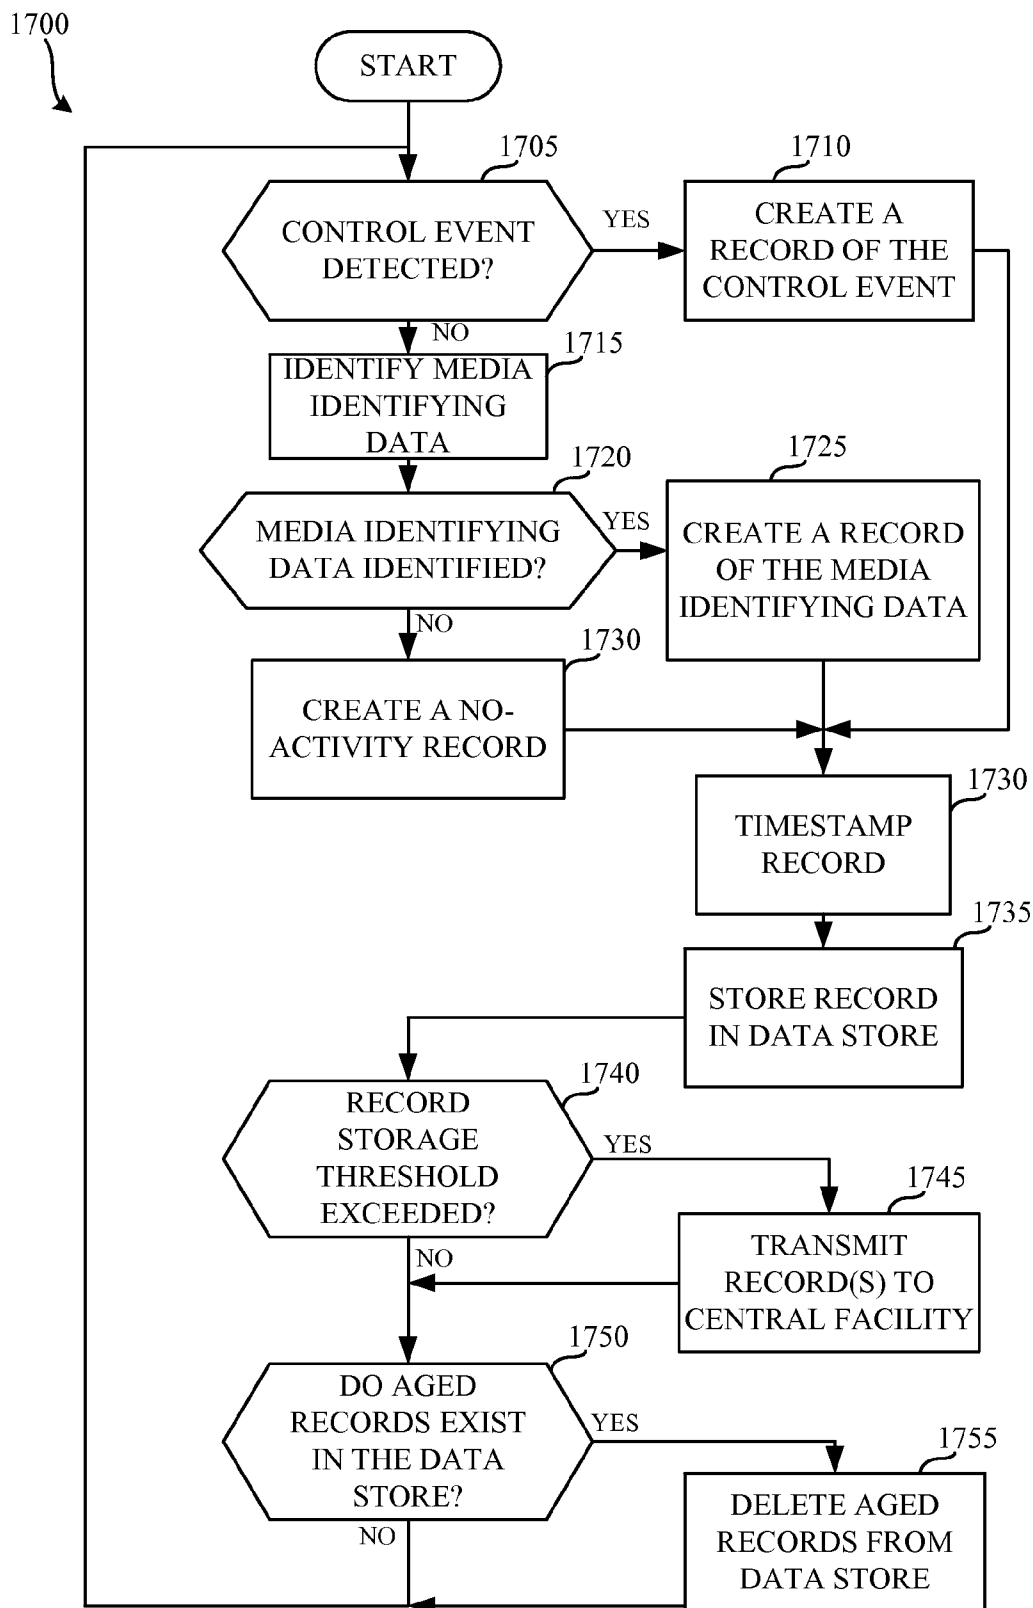 1700
START
1705
CONTROL EVENT
DETECTED?
YES
1710
CREATE A
RECORD OF THE
CONTROL EVENT
NO
1715
IDENTIFY MEDIA
IDENTIFYING
DATA
1720
MEDIA IDENTIFYING
DATA IDENTIFIED?
YES
1725
CREATE A RECORD
OF THE MEDIA
IDENTIFYING DATA
NO
1730
CREATE A NO-
ACTIVITY RECORD
1730
TIMESTAMP
RECORD
1735
STORE RECORD
IN DATA STORE
1740
RECORD
STORAGE
THRESHOLD
EXCEEDED?
YES
1745
TRANSMIT
RECORD(S) TO
CENTRAL FACILITY
NO
1750
DO AGED
RECORDS EXIST
IN THE DATA
STORE?
YES
1755
DELETE AGED
RECORDS FROM
DATA STORE
NO